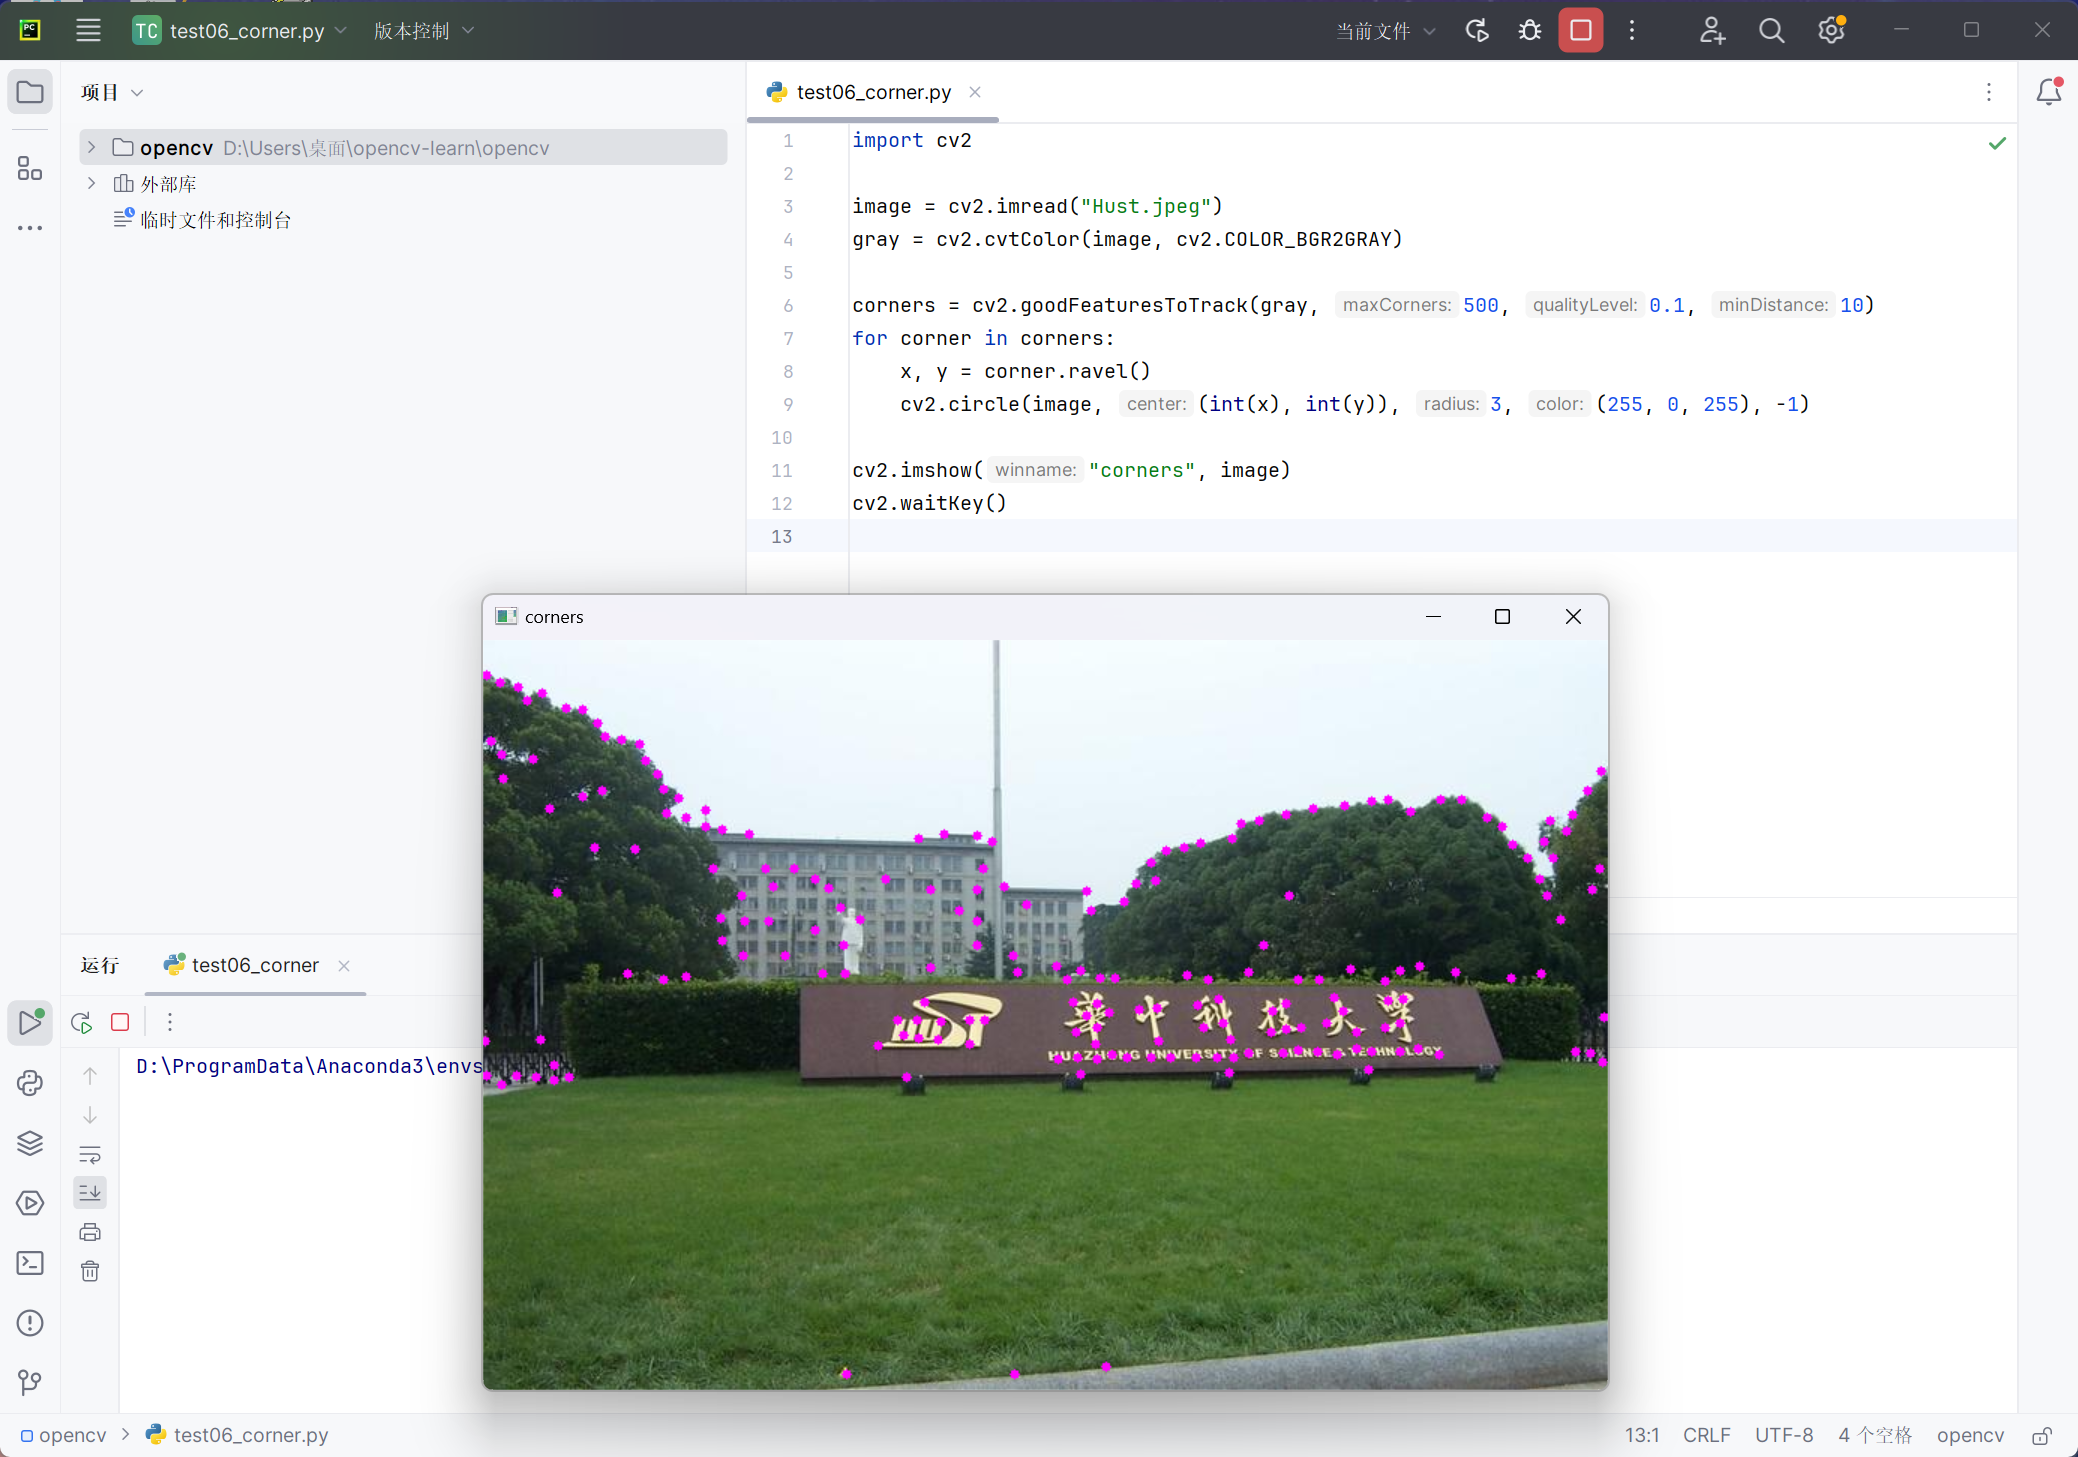 PC
TC test06_corner.py 版本控制 当前文件
项目
test06_corner.py
opencv D:\Users\桌面\opencv-learn\opencv
外部库
临时文件和控制台
1 import cv2
2
3 image = cv2.imread("Hust.jpeg")
4 gray = cv2.cvtColor(image, cv2.COLOR_BGR2GRAY)
5
6 corners = cv2.goodFeaturesToTrack(gray, maxCorners: 500, qualityLevel: 0.1, minDistance: 10)
7 for corner in corners:
8 x, y = corner.ravel()
9 cv2.circle(image, center: (int(x), int(y)), radius: 3, color: (255, 0, 255), -1)
10
11 cv2.imshow( winname: "corners", image)
12 cv2.waitKey()
13
corners
HUST
華中科技大學
HUAZHONG UNIVERSITY OF SCIENCE & TECHNOLOGY
运行 test06_corner
D:\ProgramData\Anaconda3\envs
opencv test06_corner.py
13:1 CRLF UTF-8 4 个空格 opencv